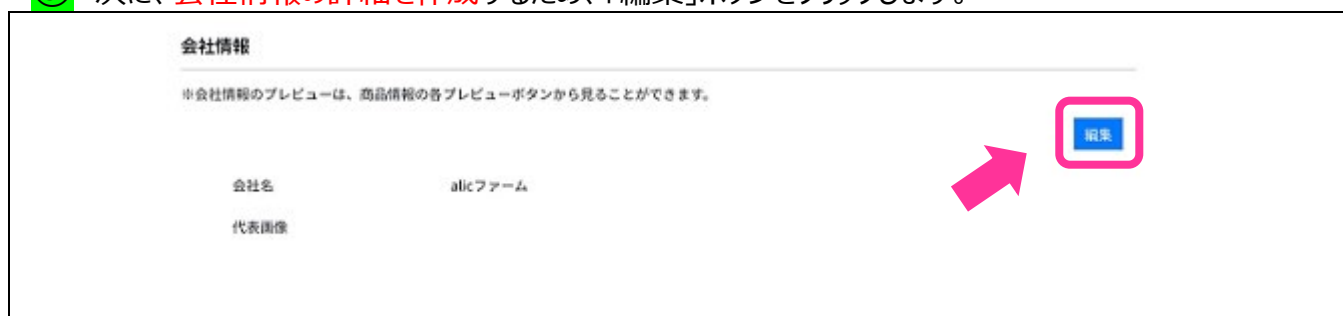 次に、会社情報の詳細を作成するため、「編集」ボタンをクリックします。
会社情報
※会社情報のプレビューは、商品情報の各プレビューボタンから見ることができます。
編集
会社名 alicファーム
代表画像